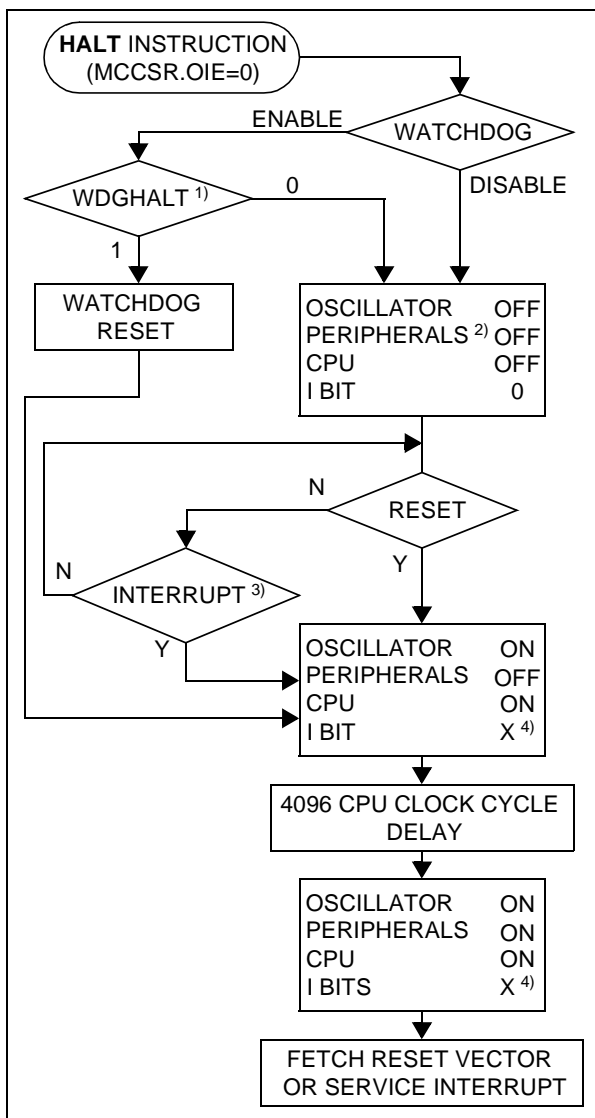 HALT INSTRUCTION
(MCCSR.OIE=0)
ENABLE
WATCHDOG
WDGHALT 1)
0
DISABLE
1
WATCHDOG
RESET
OSCILLATOR OFF
PERIPHERALS 2) OFF
CPU OFF
I BIT 0
N
RESET
N
Y
INTERRUPT 3)
Y
OSCILLATOR ON
PERIPHERALS OFF
CPU ON
I BIT X 4)
4096 CPU CLOCK CYCLE
DELAY
OSCILLATOR ON
PERIPHERALS ON
CPU ON
I BITS X 4)
FETCH RESET VECTOR
OR SERVICE INTERRUPT